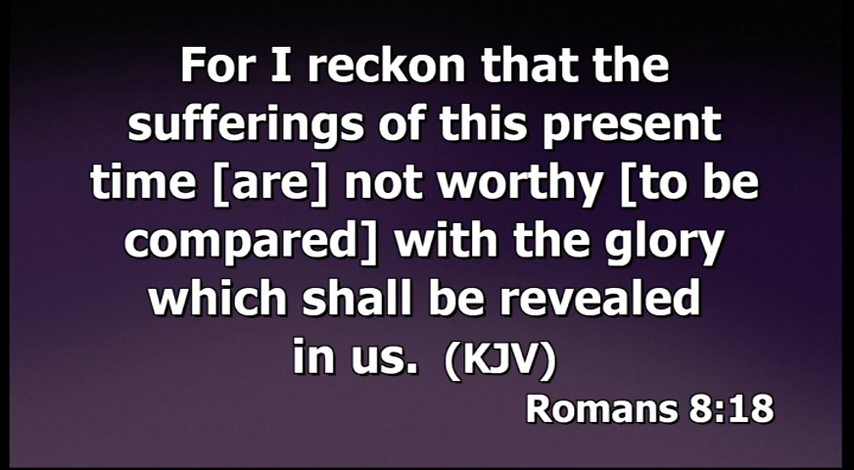 For I reckon that the
sufferings of this present
time [are] not worthy [to be
compared] with the glory
which shall be revealed
in us. (KJV)
Romans 8:18